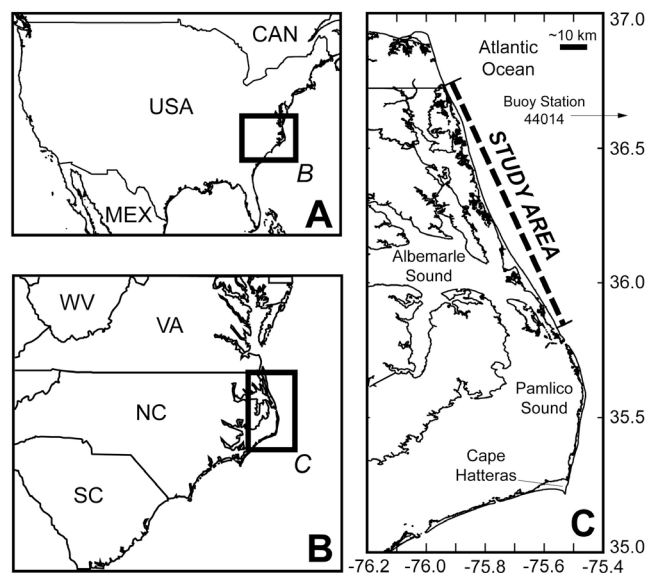 CAN
USA
B
MEX
A
WV
VA
NC
C
SC
B
37.0
~10 km
Atlantic
Ocean
Buoy Station
44014
36.5
STUDY AREA
Albemarle
Sound
36.0
Pamlico
Sound
35.5
Cape
Hatteras
C
35.0
-76.2 -76.0 -75.8 -75.6 -75.4